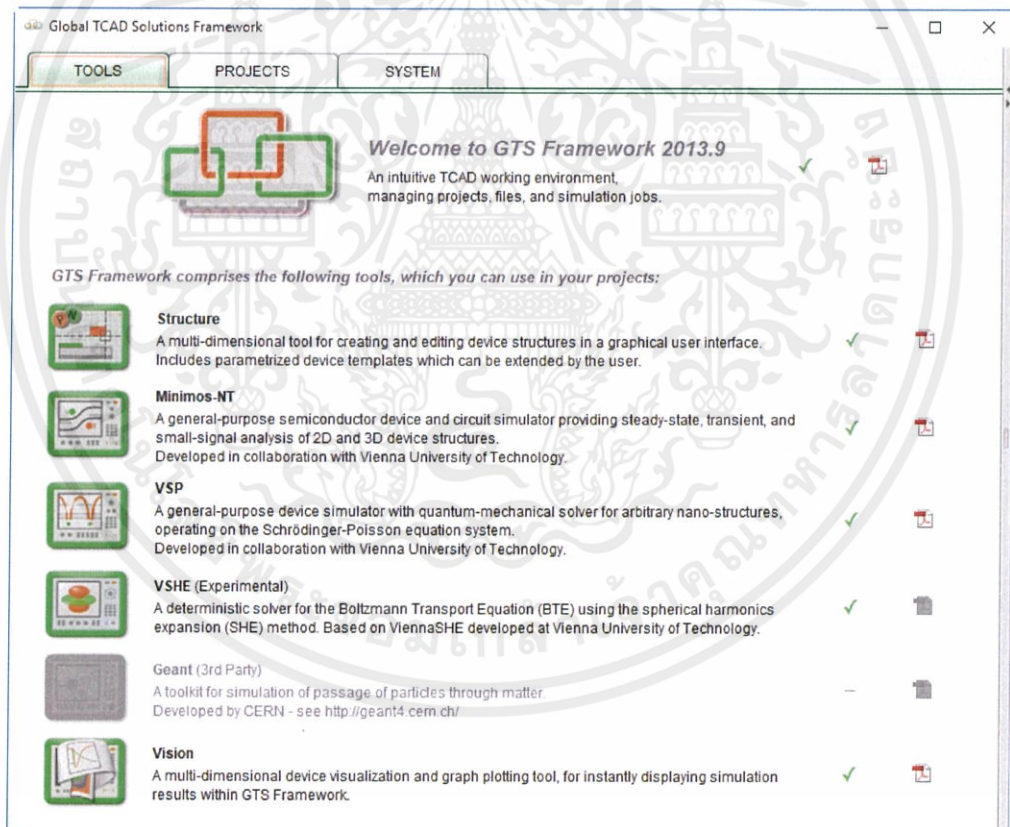 Global TCAD Solutions Framework
TOOLS PROJECTS SYSTEM
Welcome to GTS Framework 2013.9
An intuitive TCAD working environment,
managing projects, files, and simulation jobs.
GTS Framework comprises the following tools, which you can use in your projects:
Structure
A multi-dimensional tool for creating and editing device structures in a graphical user interface.
Includes parametrized device templates which can be extended by the user.
Minimos-NT
A general-purpose semiconductor device and circuit simulator providing steady-state, transient, and
small-signal analysis of 2D and 3D device structures.
Developed in collaboration with Vienna University of Technology.
VSP
A general-purpose device simulator with quantum-mechanical solver for arbitrary nano-structures,
operating on the Schrödinger-Poisson equation system.
Developed in collaboration with Vienna University of Technology.
VSHE (Experimental)
A deterministic solver for the Boltzmann Transport Equation (BTE) using the spherical harmonics
expansion (SHE) method. Based on ViennaSHE developed at Vienna University of Technology.
Geant (3rd Party)
A toolkit for simulation of passage of particles through matter.
Developed by CERN - see http://geant4.cern.ch/
Vision
A multi-dimensional device visualization and graph plotting tool, for instantly displaying simulation
results within GTS Framework.